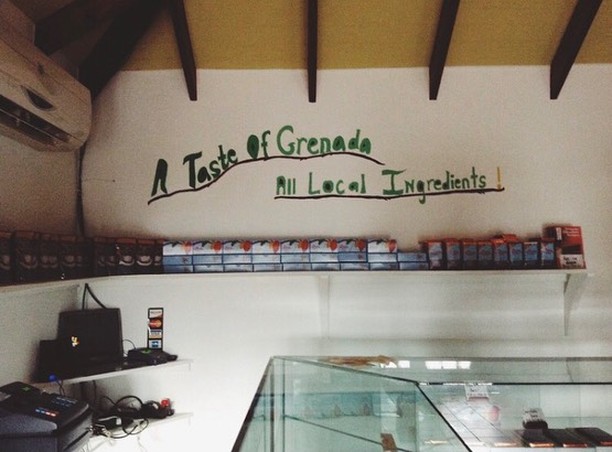 A Taste Of Grenada
All Local Ingredients!